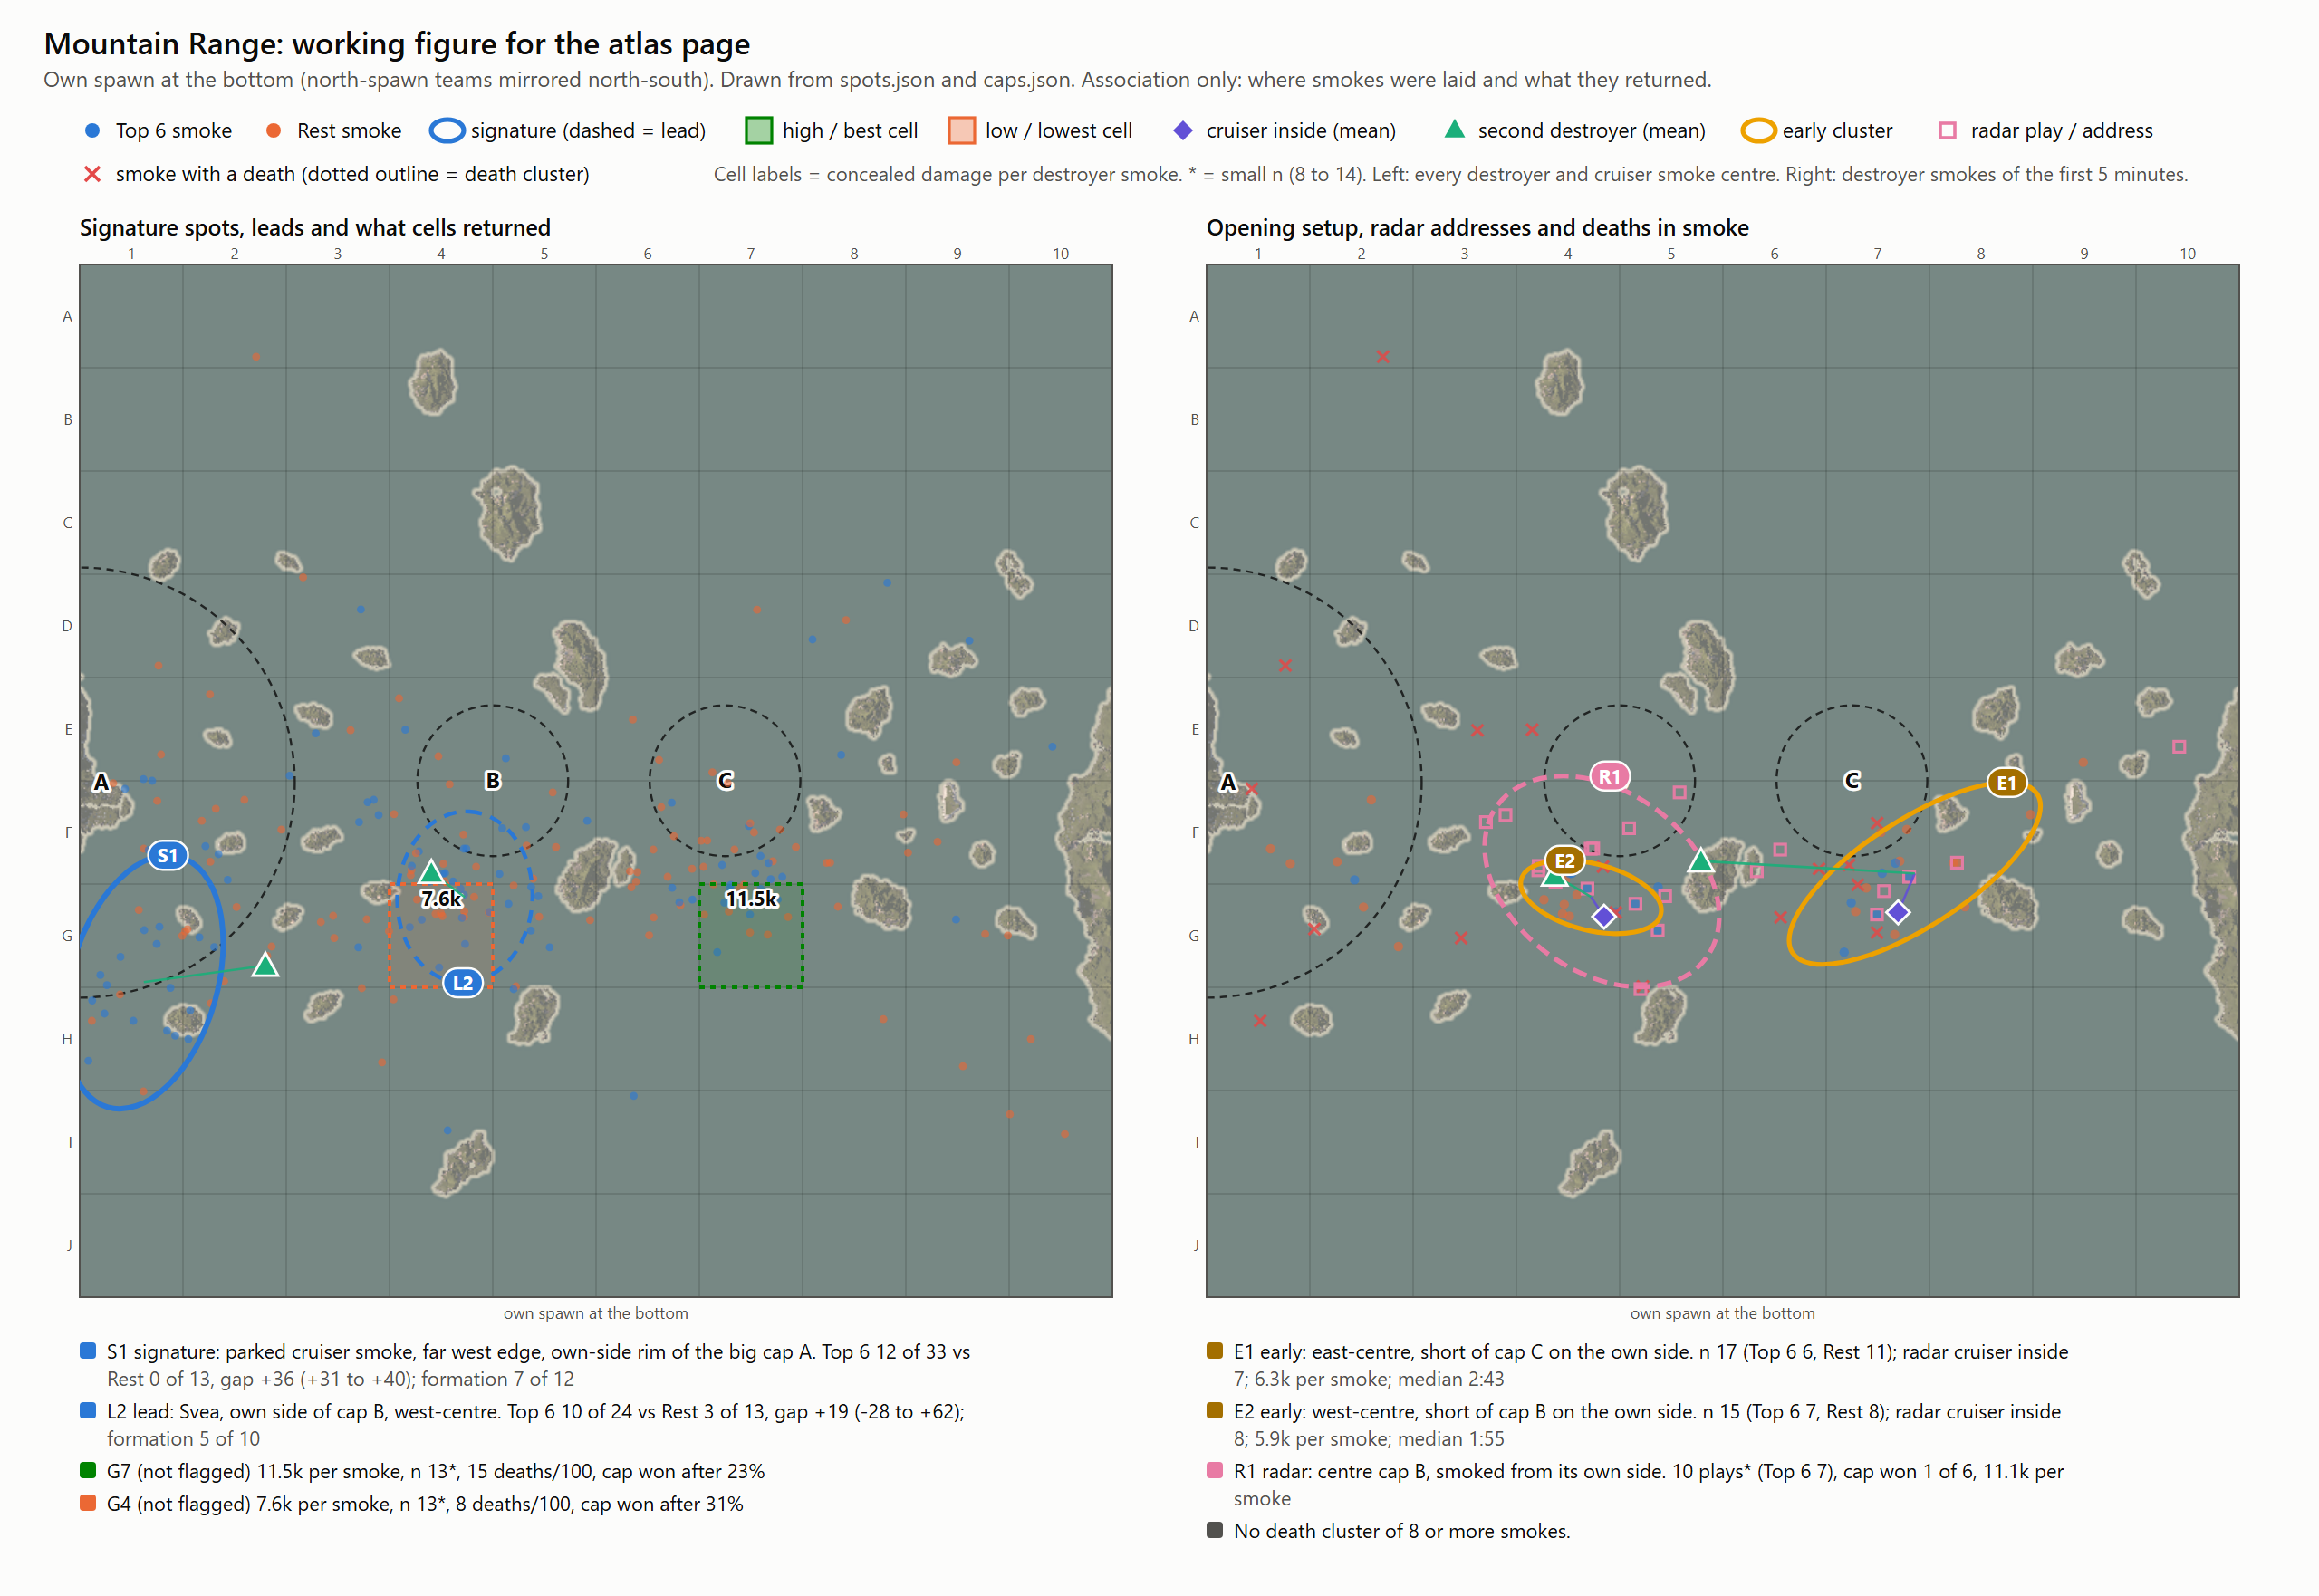 Mountain Range: working figure for the atlas page
Own spawn at the bottom (north-spawn teams mirrored north-south). Drawn from spots.json and caps.json. Association only: where smokes were laid and what they returned.
Top 6 smoke
Rest smoke
signature (dashed = lead)
high / best cell
low / lowest cell
cruiser inside (mean)
second destroyer (mean)
early cluster
radar play / address
smoke with a death (dotted outline = death cluster)
Cell labels = concealed damage per destroyer smoke. * = small n (8 to 14). Left: every destroyer and cruiser smoke centre. Right: destroyer smokes of the first 5 minutes.
Signature spots, leads and what cells returned
1 2 3 4 5 6 7 8 9 10
A
B
C
D
E
F
G
H
I
J
A
B
C
S1
7.6k
11.5k
L2
own spawn at the bottom
S1 signature: parked cruiser smoke, far west edge, own-side rim of the big cap A. Top 6 12 of 33 vs
Rest 0 of 13, gap +36 (+31 to +40); formation 7 of 12
L2 lead: Svea, own side of cap B, west-centre. Top 6 10 of 24 vs Rest 3 of 13, gap +19 (-28 to +62);
formation 5 of 10
G7 (not flagged) 11.5k per smoke, n 13*, 15 deaths/100, cap won after 23%
G4 (not flagged) 7.6k per smoke, n 13*, 8 deaths/100, cap won after 31%
Opening setup, radar addresses and deaths in smoke
1 2 3 4 5 6 7 8 9 10
A
B
C
D
E
F
G
H
I
J
R1
A
C
E1
E2
own spawn at the bottom
E1 early: east-centre, short of cap C on the own side. n 17 (Top 6 6, Rest 11); radar cruiser inside
7; 6.3k per smoke; median 2:43
E2 early: west-centre, short of cap B on the own side. n 15 (Top 6 7, Rest 8); radar cruiser inside
8; 5.9k per smoke; median 1:55
R1 radar: centre cap B, smoked from its own side. 10 plays* (Top 6 7), cap won 1 of 6, 11.1k per
smoke
No death cluster of 8 or more smokes.